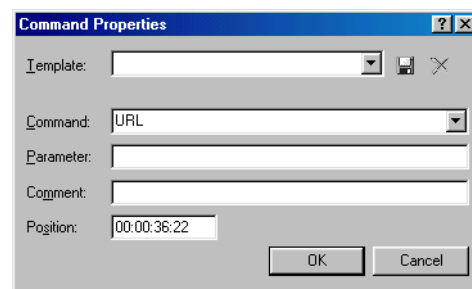 Command Properties
Template:
Command: URL
Parameter:
Comment:
Position: 00:00:36:22
OK Cancel